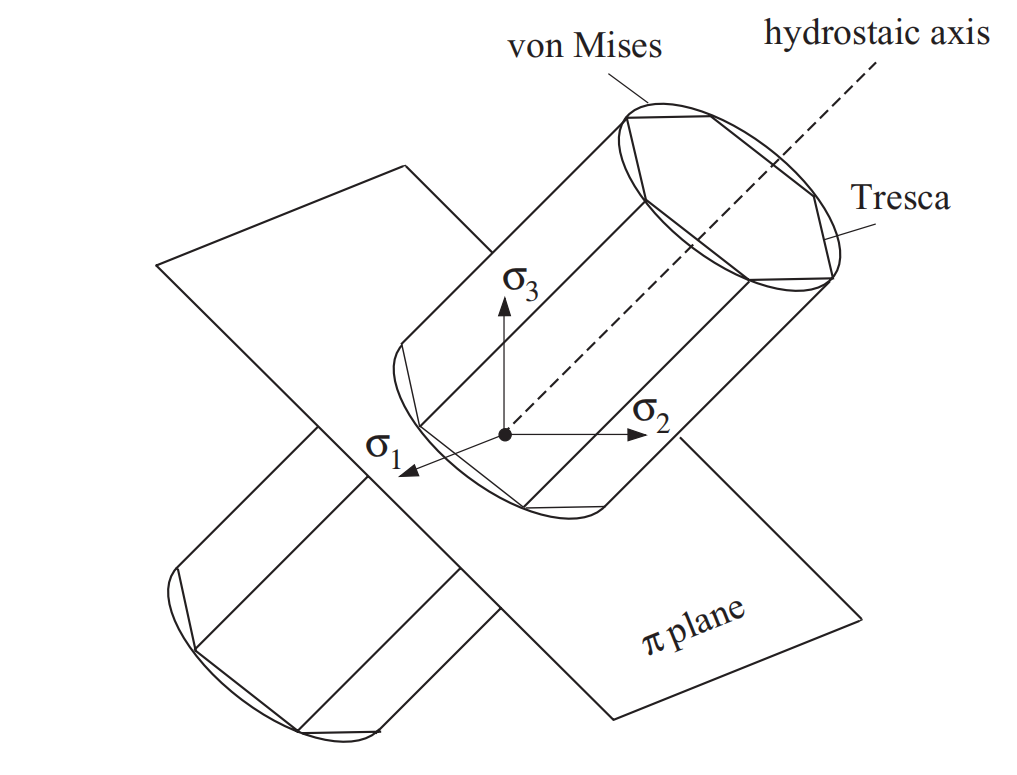 hydrostaic axis
von Mises
Tresca
σ3
σ2
σ1
π plane